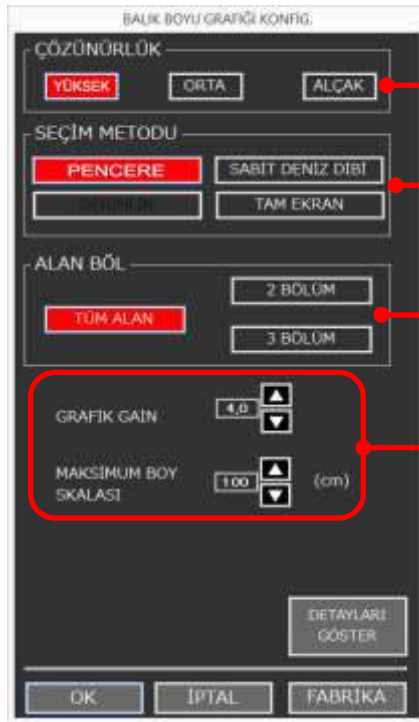 BALIK BOYU GRAFİĞİ KONFİG.
ÇÖZÜNÜRLÜK
YÜKSEK ORTA ALÇAK
SEÇİM METODU
PENCERE SABİT DENİZ DİBİ
TAM EKRAN
ALAN BÖL
2 BÖLÜM
TÜM ALAN
3 BÖLÜM
GRAFIK GAIN 4,0
MAKSİMUM BOY
SKALASI 100 (cm)
DETAYLARI
GÖSTER
OK İPTAL FABRİKA